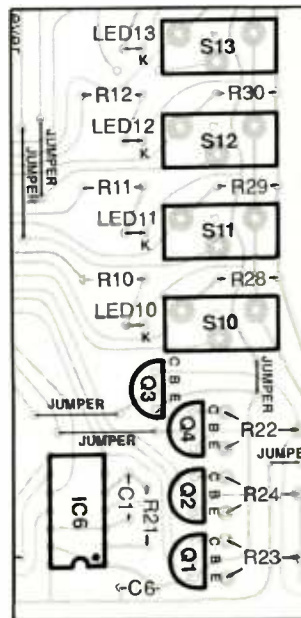 LED13
S13
K
R12
R30
LED12
S12
K
JUMPER
JUMPER
R11
R29
LED11
S11
K
R10
R28
LED10
S10
K
C
B
E
Q3
JUMPER
JUMPER
JUMPER
C
B
E
Q4
R22
JUMPE
IC6
C1
R21
C
B
E
Q2
R24
C
B
E
Q1
R23
C6